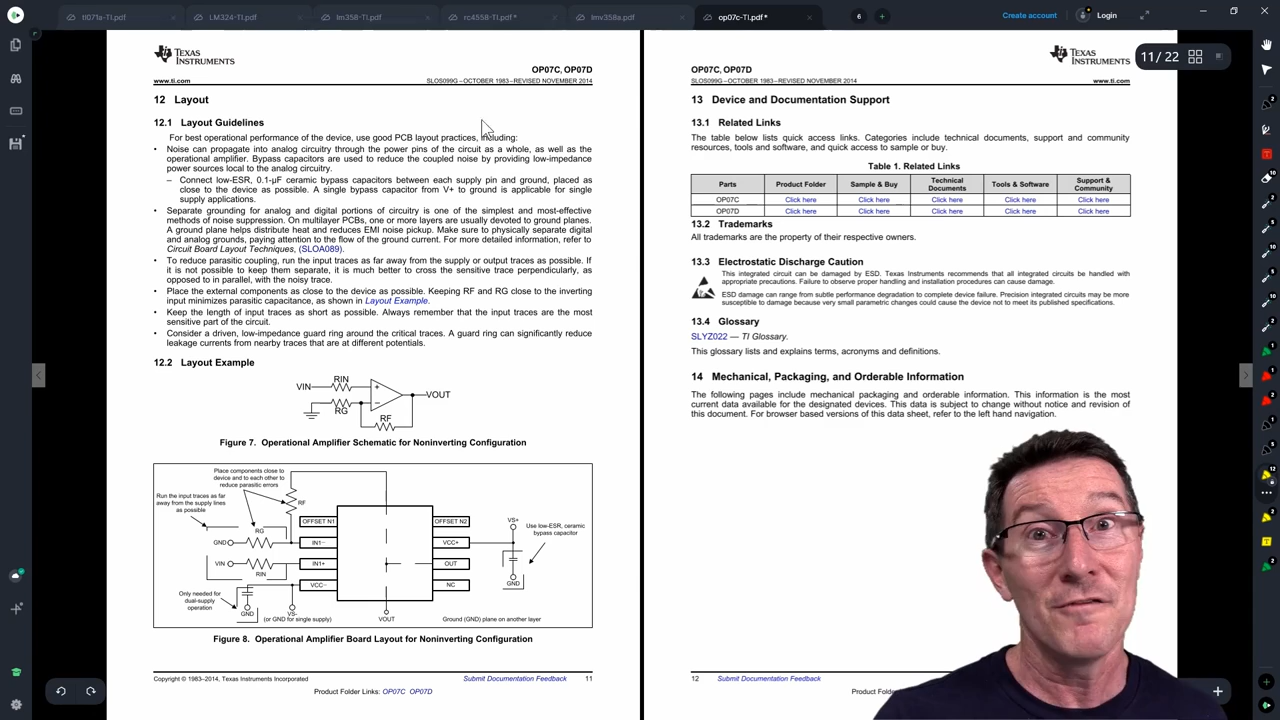 tl071a-TI.pdf
LM324-TI.pdf
lm358-TI.pdf
rc4558-TI.pdf*
lmv358a.pdf
op07c-TI.pdf*
6
Create account
Login
11/ 22
TEXAS
INSTRUMENTS
OP07C, OP07D
www.ti.com
SLOS099G – OCTOBER 1983 – REVISED NOVEMBER 2014
12 Layout
12.1 Layout Guidelines
For best operational performance of the device, use good PCB layout practices, including:
• Noise can propagate into analog circuitry through the power pins of the circuit as a whole, as well as the
operational amplifier. Bypass capacitors are used to reduce the coupled noise by providing low-impedance
power sources local to the analog circuitry.
– Connect low-ESR, 0.1-μF ceramic bypass capacitors between each supply pin and ground, placed as
close to the device as possible. A single bypass capacitor from V+ to ground is applicable for single
supply applications.
• Separate grounding for analog and digital portions of circuitry is one of the simplest and most-effective
methods of noise suppression. On multilayer PCBs, one or more layers are usually devoted to ground planes.
A ground plane helps distribute heat and reduces EMI noise pickup. Make sure to physically separate digital
and analog grounds, paying attention to the flow of the ground current. For more detailed information, refer to
Circuit Board Layout Techniques, (SLOA089).
• To reduce parasitic coupling, run the input traces as far away from the supply or output traces as possible. If
it is not possible to keep them separate, it is much better to cross the sensitive trace perpendicularly, as
opposed to in parallel, with the noisy trace.
• Place the external components as close to the device as possible. Keeping RF and RG close to the inverting
input minimizes parasitic capacitance, as shown in Layout Example.
• Keep the length of input traces as short as possible. Always remember that the input traces are the most
sensitive part of the circuit.
• Consider a driven, low-impedance guard ring around the critical traces. A guard ring can significantly reduce
leakage currents from nearby traces that are at different potentials.
12.2 Layout Example
RIN
VIN
+
VOUT
−
RG
RF
Figure 7. Operational Amplifier Schematic for Noninverting Configuration
Place components close to
device and to each other to
reduce parasitic errors
Run the input traces as far
away from the supply lines
as possible
RF
VS+
Use low-ESR, ceramic
bypass capacitor
OFFSET N1
OFFSET N2
RG
GND
IN1−
VCC+
VIN
IN1+
OUT
RIN
GND
VCC−
NC
Only needed for
dual-supply
operation
GND
VS-
(or GND for single supply)
VOUT
Ground (GND) plane on another layer
Figure 8. Operational Amplifier Board Layout for Noninverting Configuration
Copyright © 1983–2014, Texas Instruments Incorporated
Submit Documentation Feedback
11
Product Folder Links: OP07C OP07D
TEXAS
INSTRUMENTS
OP07C, OP07D
SLOS099G – OCTOBER 1983 – REVISED NOVEMBER 2014
www.ti.com
13 Device and Documentation Support
13.1 Related Links
The table below lists quick access links. Categories include technical documents, support and community
resources, tools and software, and quick access to sample or buy.
Table 1. Related Links
Parts Product Folder Sample & Buy Technical Documents Tools & Software Support & Community
OP07C Click here Click here Click here Click here Click here
OP07D Click here Click here Click here Click here Click here
13.2 Trademarks
All trademarks are the property of their respective owners.
13.3 Electrostatic Discharge Caution
This integrated circuit can be damaged by ESD. Texas Instruments recommends that all integrated circuits be handled with
appropriate precautions. Failure to observe proper handling and installation procedures can cause damage.
ESD damage can range from subtle performance degradation to complete device failure. Precision integrated circuits may be more
susceptible to damage because very small parametric changes could cause the device not to meet its published specifications.
13.4 Glossary
SLYZ022 — TI Glossary.
This glossary lists and explains terms, acronyms and definitions.
14 Mechanical, Packaging, and Orderable Information
The following pages include mechanical packaging and orderable information. This information is the most
current data available for the designated devices. This data is subject to change without notice and revision of
this document. For browser based versions of this data sheet, refer to the left hand navigation.
12
Submit Documentation Feedback
Product